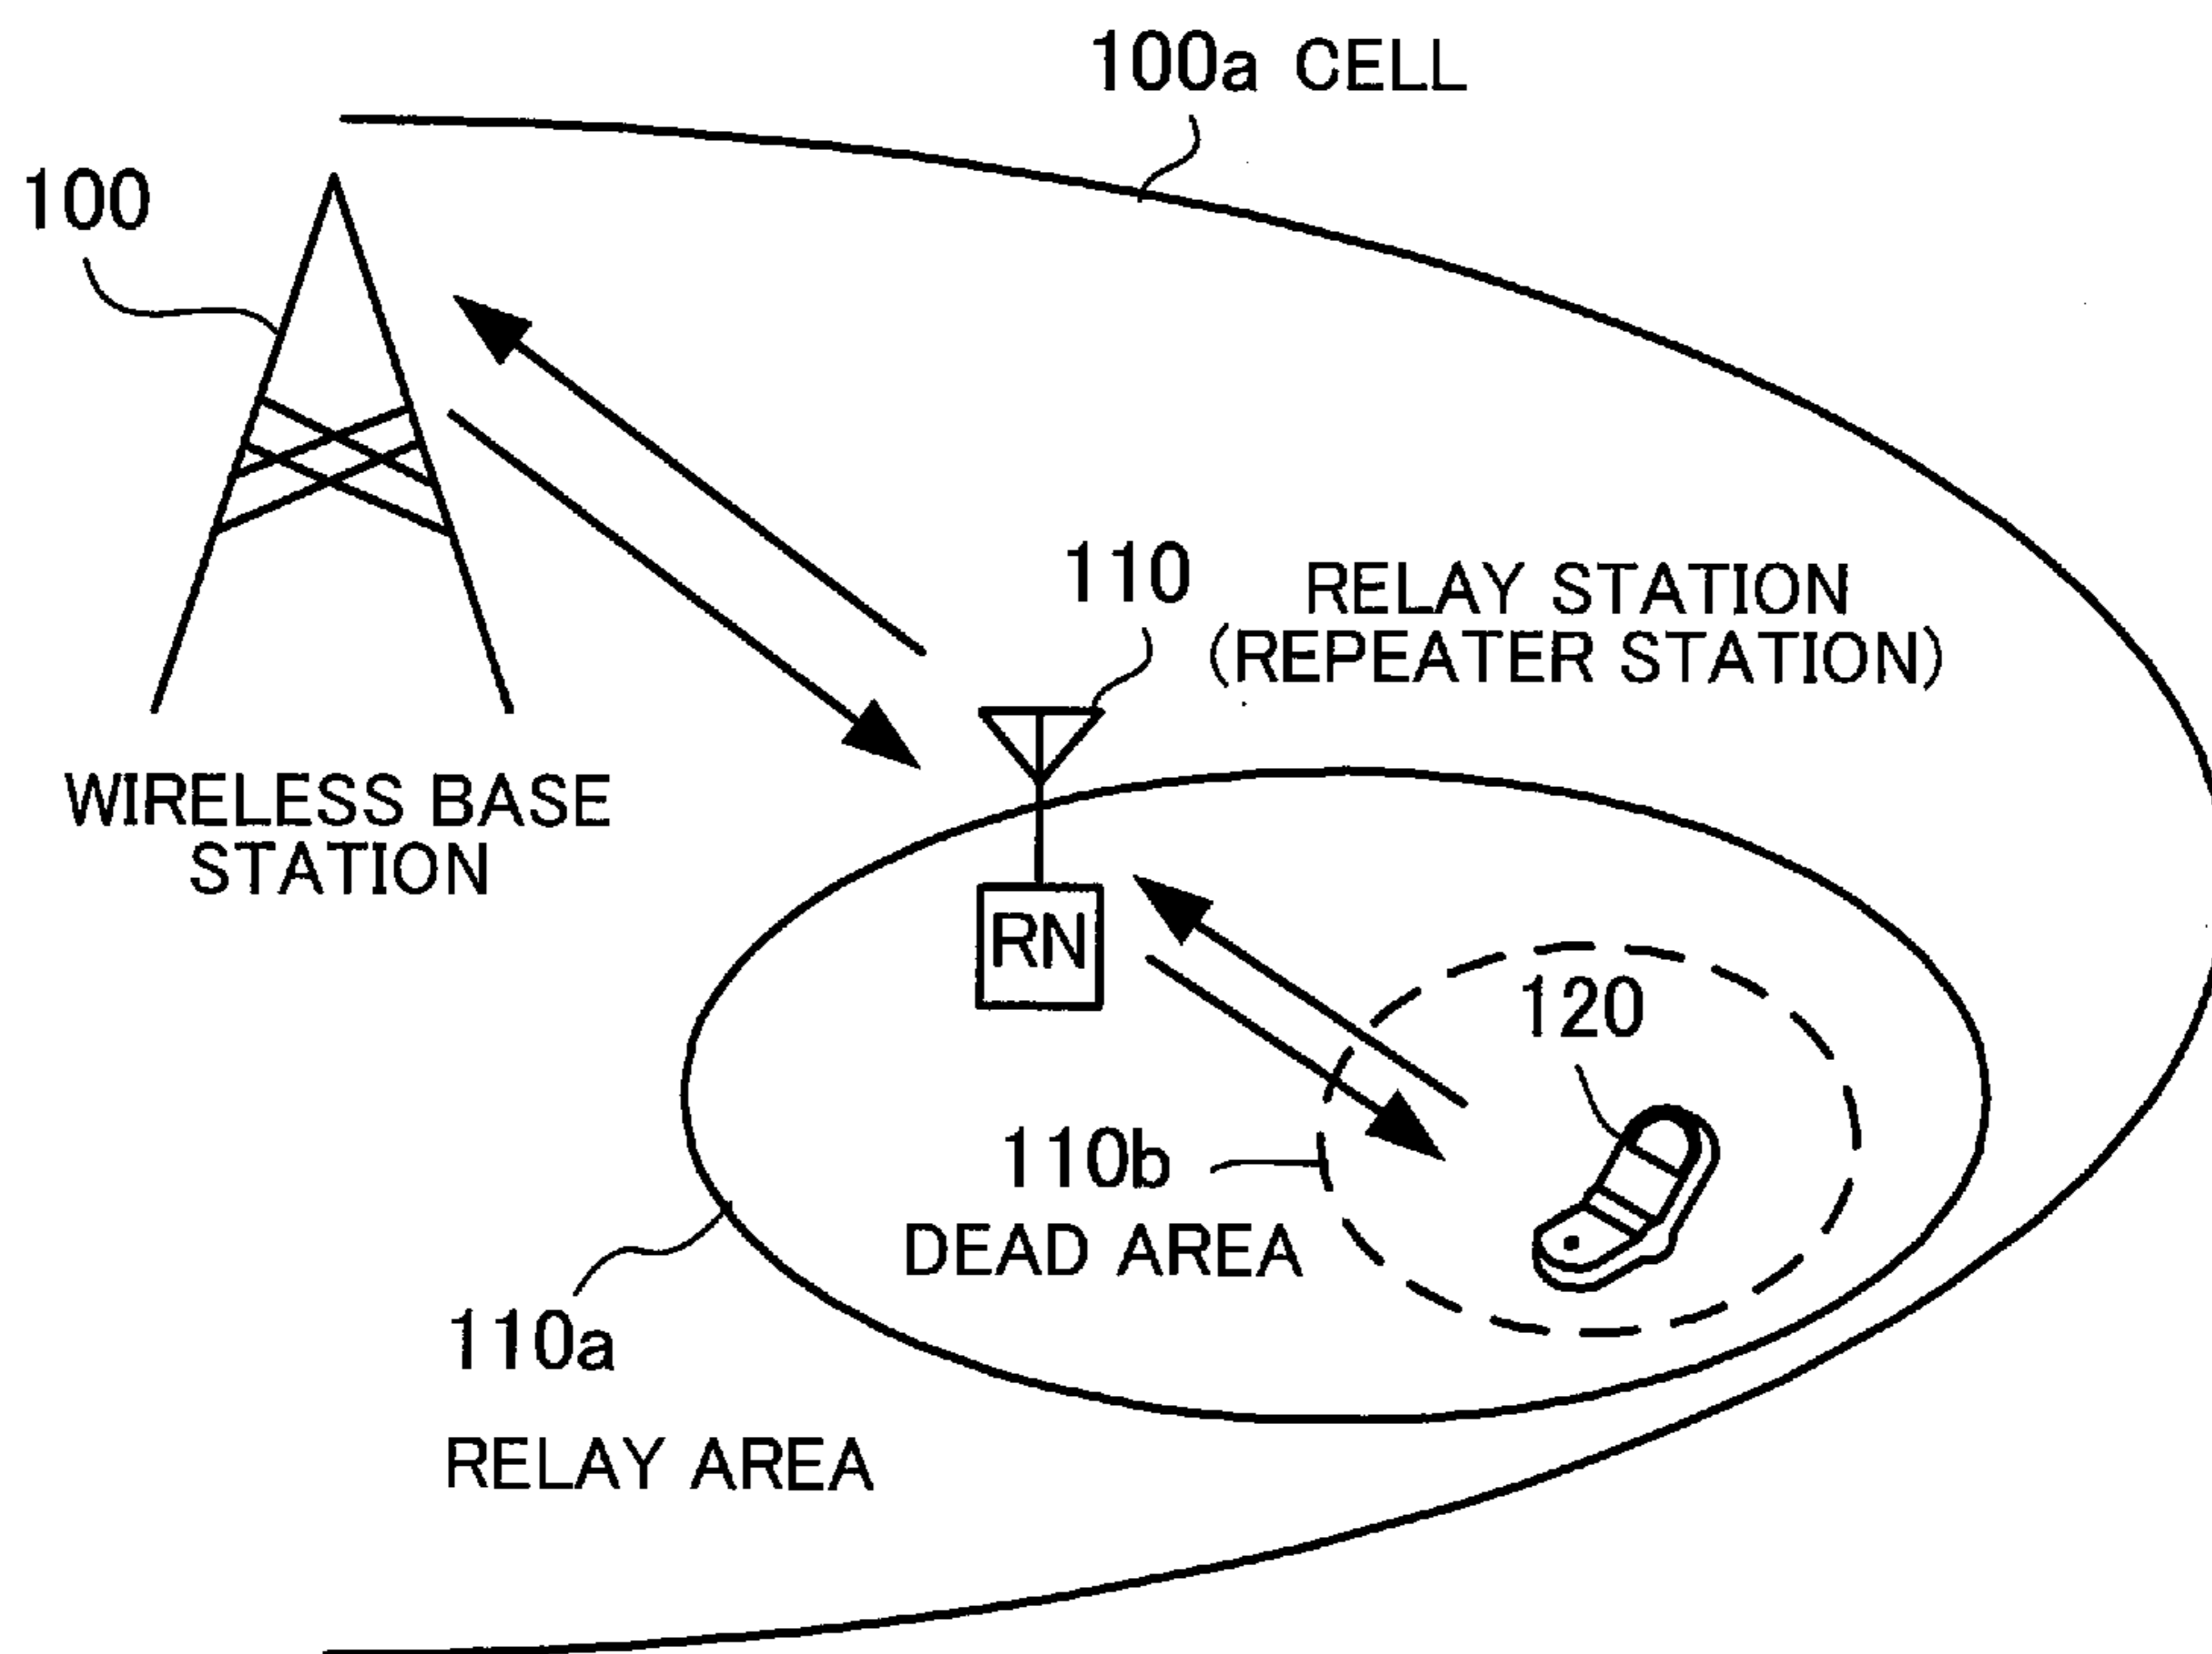 100a CELL
100
110
RELAY STATION
(REPEATER STATION)
WIRELESS BASE
STATION
RN
120
110b
DEAD AREA
110a
RELAY AREA